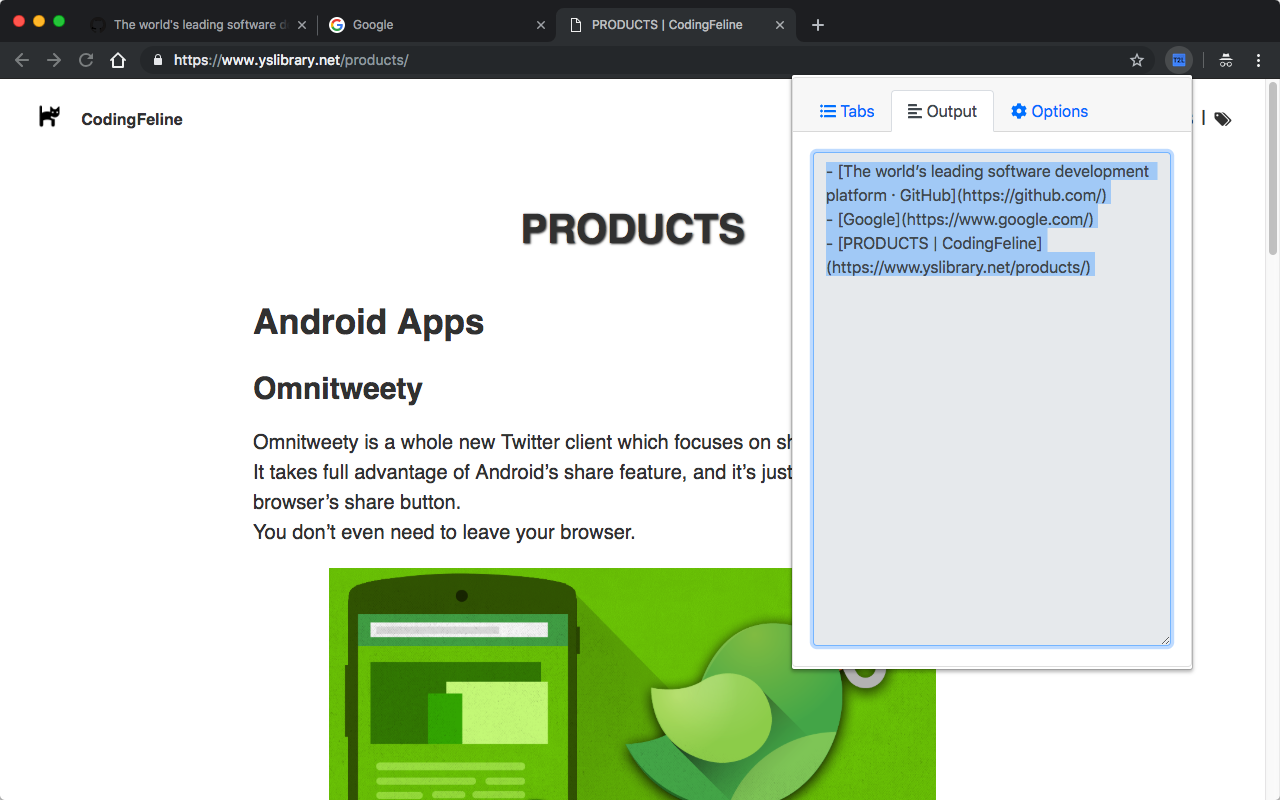 The world's leading software d
Google
PRODUCTS | CodingFeline
https://www.yslibrary.net/products/
T2L
CodingFeline
|
Tabs
Output
Options
- [The world’s leading software development
platform · GitHub](https://github.com/)
- [Google](https://www.google.com/)
- [PRODUCTS | CodingFeline]
(https://www.yslibrary.net/products/)
PRODUCTS
Android Apps
Omnitweety
Omnitweety is a whole new Twitter client which focuses on sh
It takes full advantage of Android’s share feature, and it’s just
browser’s share button.
You don’t even need to leave your browser.